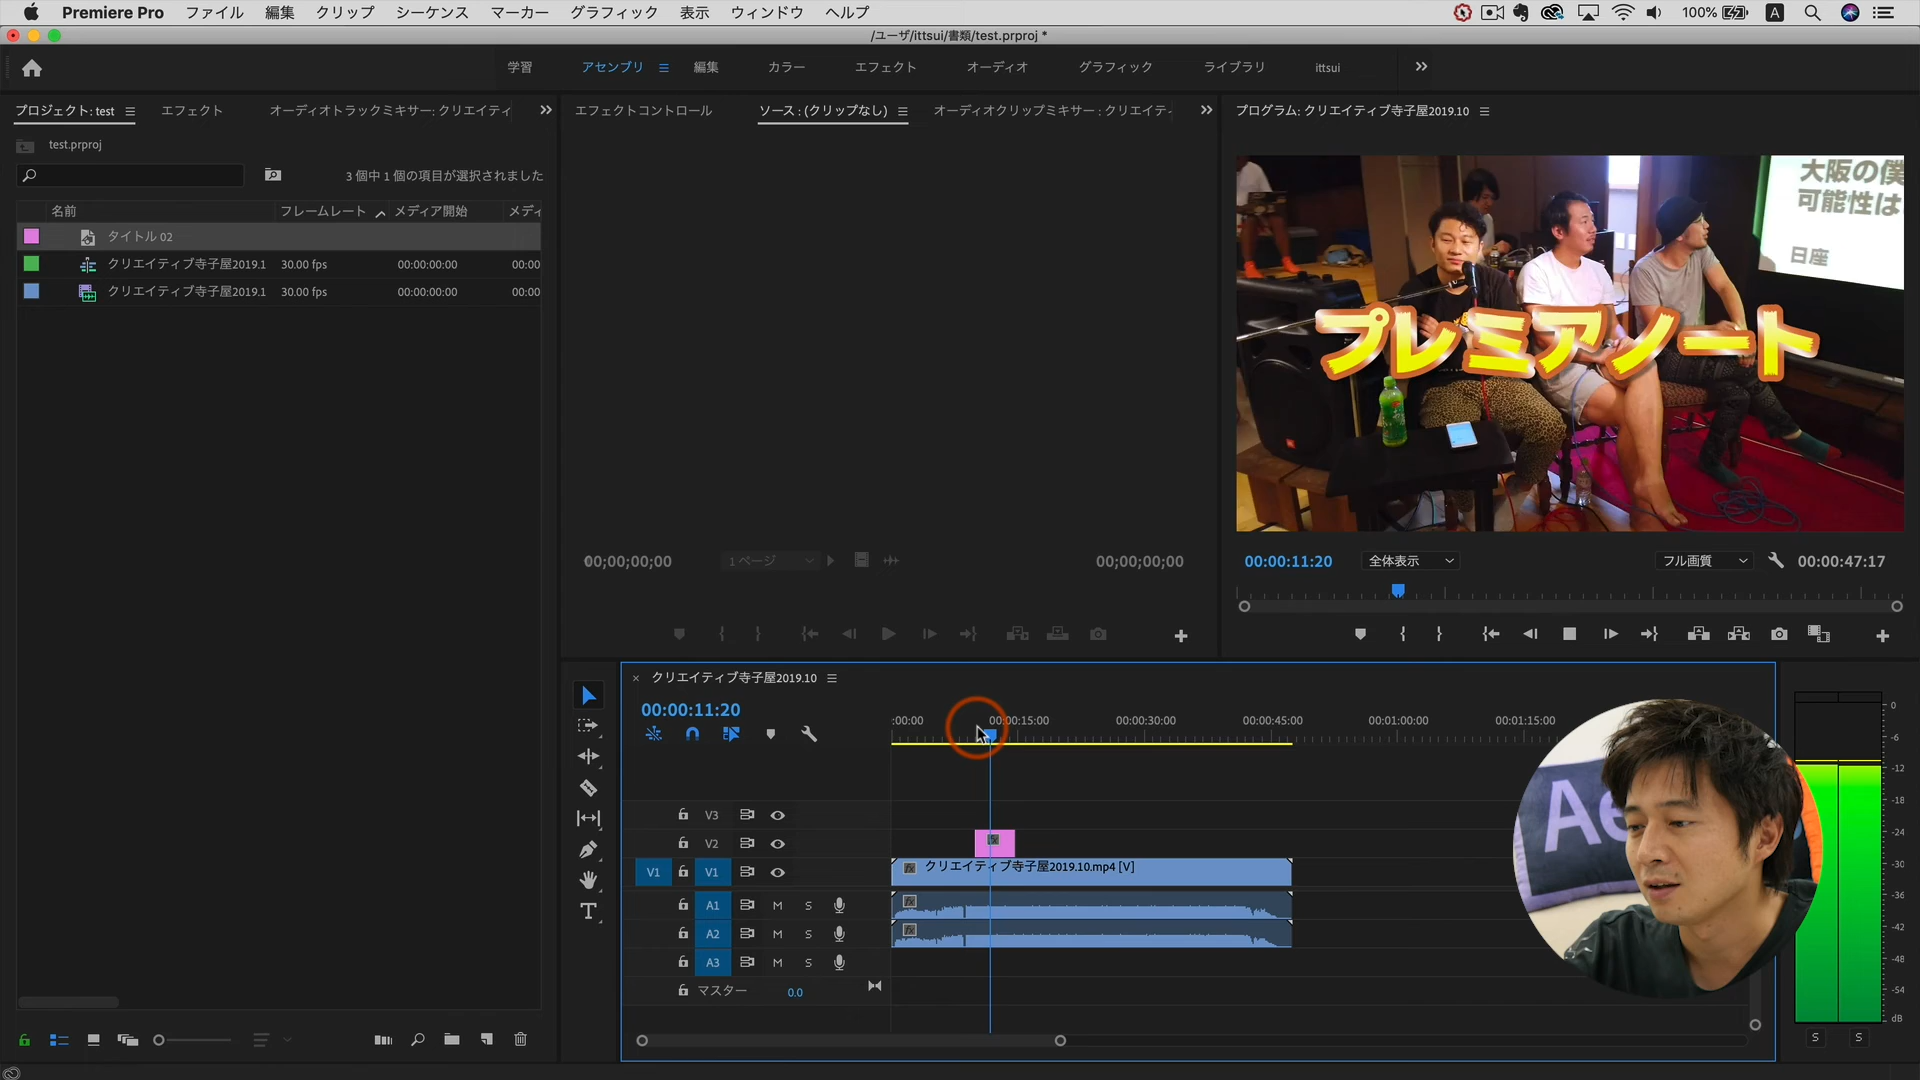 Premiere Pro ファイル 編集 クリップ シーケンス マーカー グラフィック 表示 ウィンドウ ヘルプ 100% A
/ユーザ/ittsui/書類/test.prproj *
学習 アセンブリ 編集 カラー エフェクト オーディオ グラフィック ライブラリ ittsui
プロジェクト: test エフェクト オーディオトラックミキサー: クリエイティ
エフェクトコントロール ソース : (クリップなし) オーディオクリップミキサー : クリエイティ
プログラム: クリエイティブ寺子屋2019.10
test.prproj
3 個中 1 個の項目が選択されました
名前 フレームレート メディア開始 メディ
タイトル 02
クリエイティブ寺子屋2019.1 30.00 fps 00:00:00:00 00:00
クリエイティブ寺子屋2019.1 30.00 fps 00:00:00:00 00:00
大阪の僕
可能性は
日座
プレミアノート
00;00;00;00 1 ページ 00;00;00;00
00:00:11:20 全体表示 フル画質 00:00:47:17
クリエイティブ寺子屋2019.10
00:00:11:20
:00:00 00:00:15:00 00:00:30:00 00:00:45:00 00:01:00:00 00:01:15:00
V3
V2
V1 V1 クリエイティブ寺子屋2019.10.mp4 [V]
A1 M S
A2 M S
A3 M S
マスター 0.0
Ae
0
-6
-12
-18
-24
-30
-36
-42
-48
-54
dB
S S